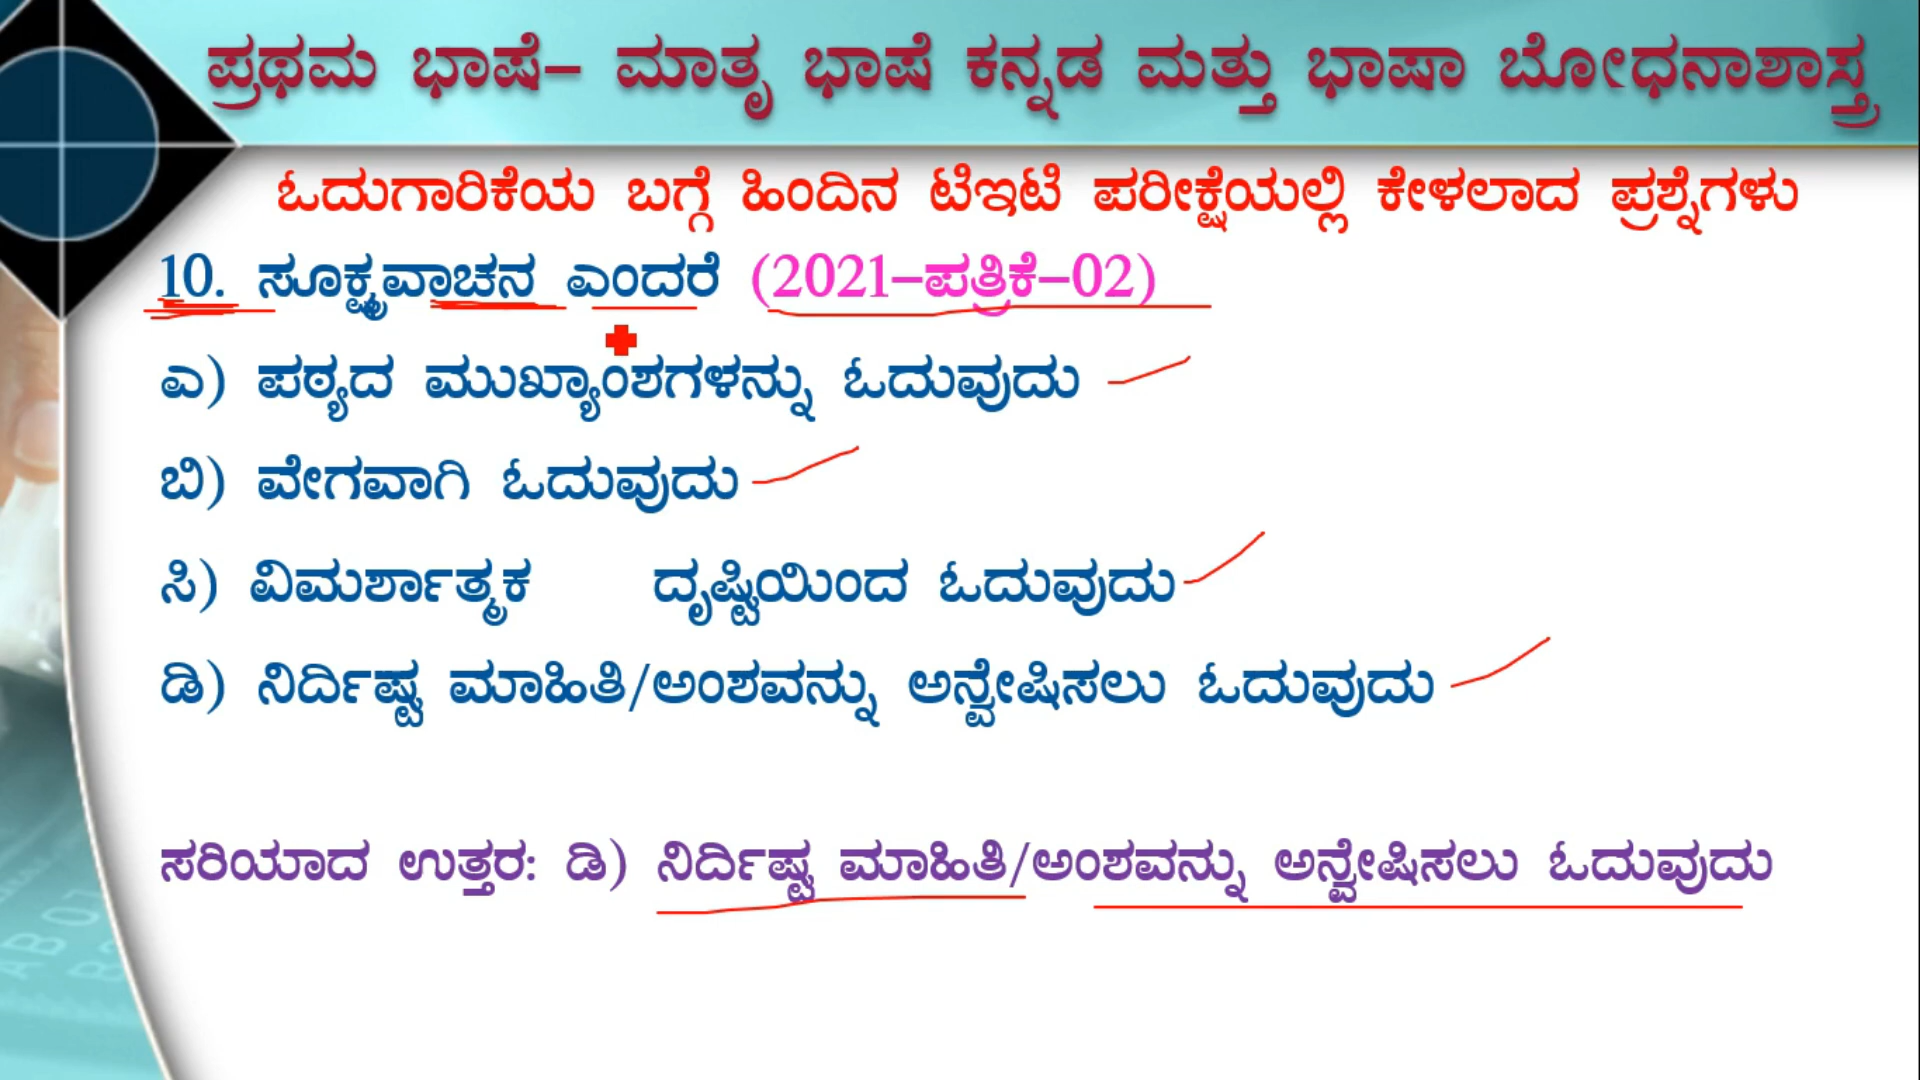 ಪ್ರಥಮ ಭಾಷೆ– ಮಾತೃ ಭಾಷೆ ಕನ್ನಡ ಮತ್ತು ಭಾಷಾ ಬೋಧನಾಶಾಸ್ತ್ರ
ಓದುಗಾರಿಕೆಯ ಬಗ್ಗೆ ಹಿಂದಿನ ಟಿಇಟಿ ಪರೀಕ್ಷೆಯಲ್ಲಿ ಕೇಳಲಾದ ಪ್ರಶ್ನೆಗಳು
10. ಸೂಕ್ಷ್ಮವಾಚನ ಎಂದರೆ (2021–ಪತ್ರಿಕೆ–02)
ಎ) ಪಠ್ಯದ ಮುಖ್ಯಾಂಶಗಳನ್ನು ಓದುವುದು
ಬಿ) ವೇಗವಾಗಿ ಓದುವುದು
ಸಿ) ವಿಮರ್ಶಾತ್ಮಕ ದೃಷ್ಟಿಯಿಂದ ಓದುವುದು
ಡಿ) ನಿರ್ದಿಷ್ಟ ಮಾಹಿತಿ/ಅಂಶವನ್ನು ಅನ್ವೇಷಿಸಲು ಓದುವುದು
ಸರಿಯಾದ ಉತ್ತರ: ಡಿ) ನಿರ್ದಿಷ್ಟ ಮಾಹಿತಿ/ಅಂಶವನ್ನು ಅನ್ವೇಷಿಸಲು ಓದುವುದು